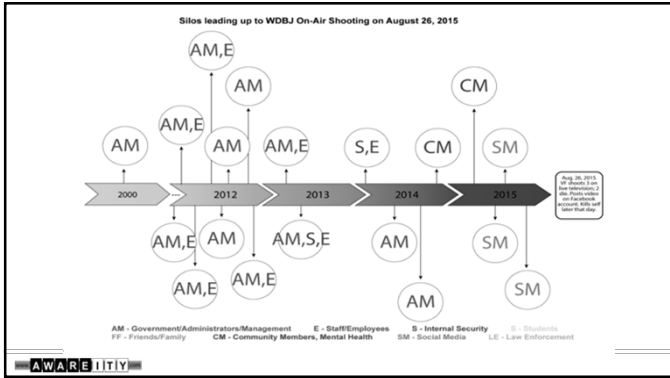 Silos leading up to WDBJ On-Air Shooting on August 26, 2015
AM,E
AM
CM
AM
AM,E
AM
AM,E
S,E
CM
SM
2000
2012
2013
2014
2015
Aug. 26, 2015
VF shoots 3 on
live television; 2
die. Posts video
on Facebook
account. Kills self
later that day.
AM,E
AM
AM,S,E
AM
SM
AM,E
AM,E
AM
SM
AM - Government/Administrators/Management E - Staff/Employees S - Internal Security S - Students
FF - Friends/Family CM - Community Members, Mental Health SM - Social Media LE - Law Enforcement
AWAREITY